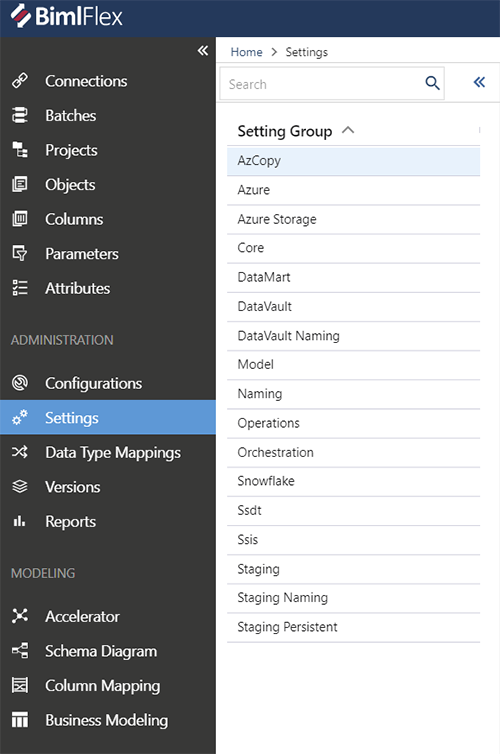 BimlFlex
Connections
Batches
Projects
Objects
Columns
Parameters
Attributes
ADMINISTRATION
Configurations
Settings
Data Type Mappings
Versions
Reports
MODELING
Accelerator
Schema Diagram
Column Mapping
Business Modeling
Home > Settings
Search
Setting Group
AzCopy
Azure
Azure Storage
Core
DataMart
DataVault
DataVault Naming
Model
Naming
Operations
Orchestration
Snowflake
Ssdt
Ssis
Staging
Staging Naming
Staging Persistent